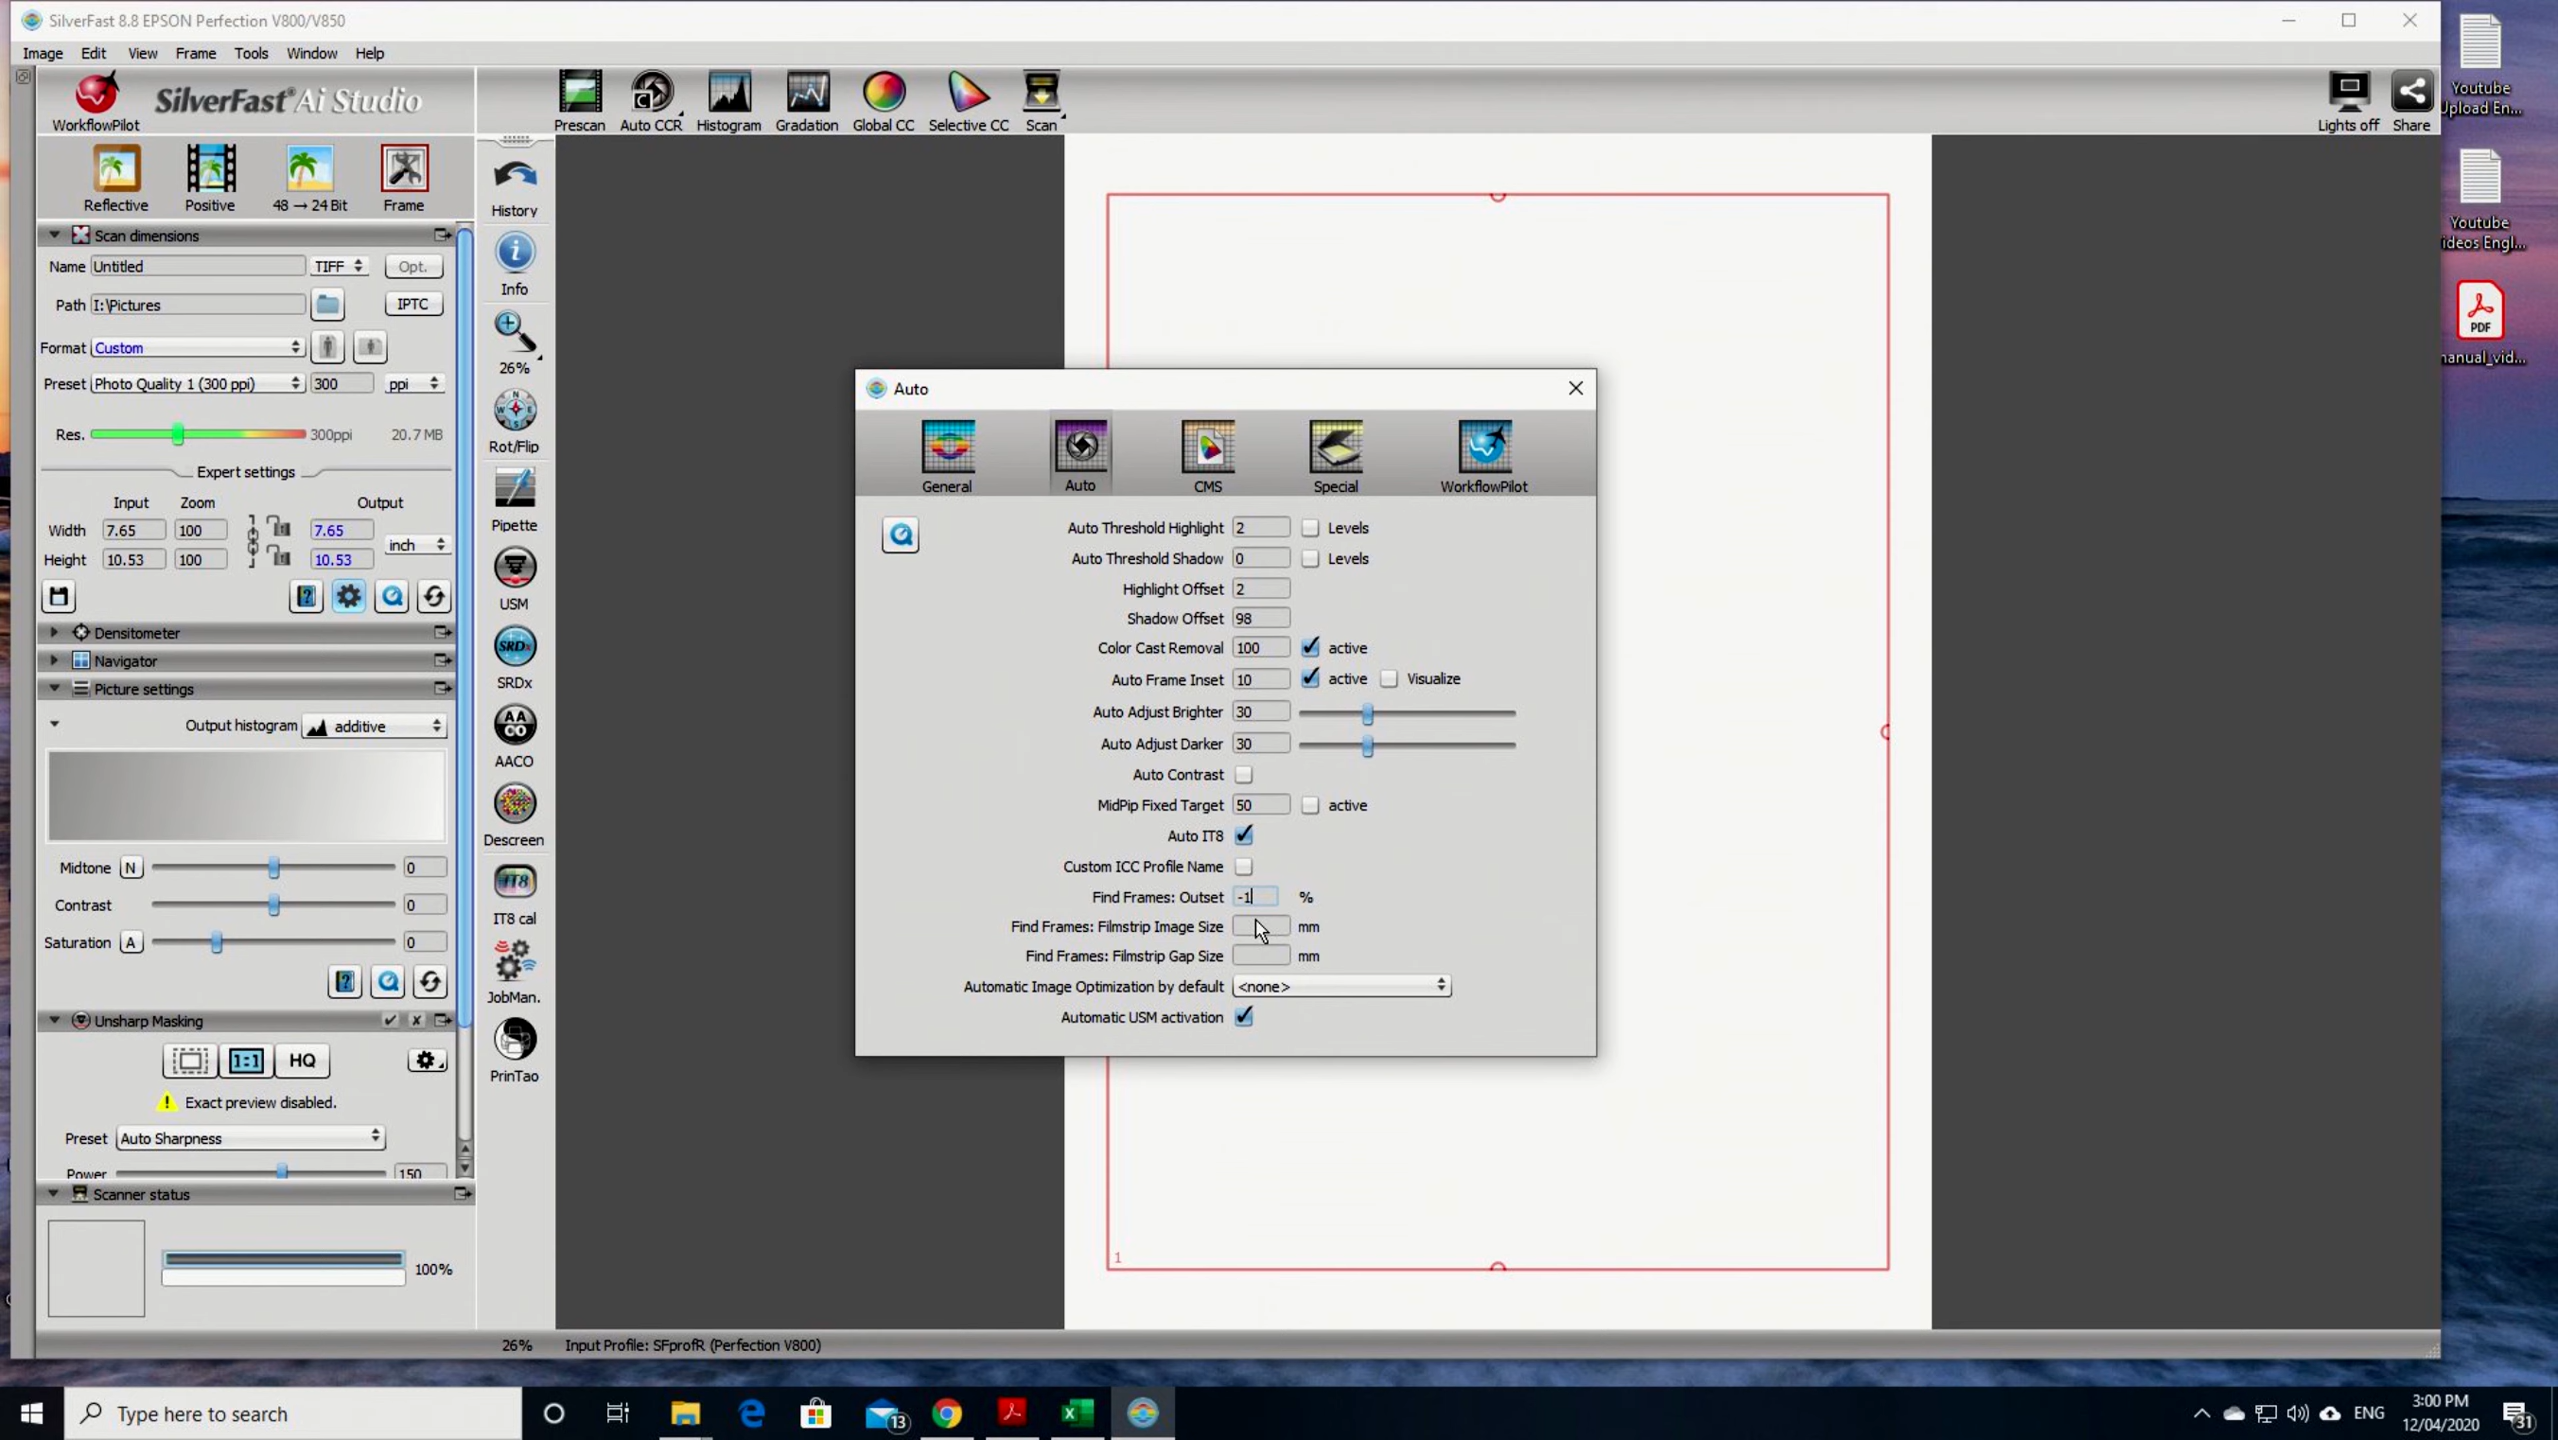 SilverFast 8.8 EPSON Perfection V800/V850
Image Edit View Frame Tools Window Help
WorkflowPilot
SilverFast® Ai Studio
Prescan Auto CCR Histogram Gradation Global CC Selective CC Scan
Lights off Share
Reflective Positive 48 → 24 Bit Frame
Scan dimensions
Name Untitled TIFF Opt.
Path I:\Pictures IPTC
Format Custom
Preset Photo Quality 1 (300 ppi) 300 ppi
Res. 300ppi 20.7 MB
Expert settings
Input Zoom Output
Width 7.65 100 7.65
inch
Height 10.53 100 10.53
Densitometer
Navigator
Picture settings
Output histogram additive
Midtone N 0
Contrast 0
Saturation A 0
Unsharp Masking
1:1 HQ
Exact preview disabled.
Preset Auto Sharpness
Power 150
Scanner status
100%
History
Info
26%
Rot/Flip
Pipette
USM
SRDx
SRDx
AACO
AACO
Descreen
IT8
IT8 cal
JobMan.
PrinTao
Auto
General Auto CMS Special WorkflowPilot
Auto Threshold Highlight 2 Levels
Auto Threshold Shadow 0 Levels
Highlight Offset 2
Shadow Offset 98
Color Cast Removal 100 active
Auto Frame Inset 10 active Visualize
Auto Adjust Brighter 30
Auto Adjust Darker 30
Auto Contrast
MidPip Fixed Target 50 active
Auto IT8
Custom ICC Profile Name
Find Frames: Outset -1 %
Find Frames: Filmstrip Image Size mm
Find Frames: Filmstrip Gap Size mm
Automatic Image Optimization by default <none>
Automatic USM activation
1
26% Input Profile: SFprofR (Perfection V800)
Youtube
Upload En...
Youtube
ideos Engl...
PDF
manual_vid...
Type here to search
13
ENG
3:00 PM
12/04/2020
31